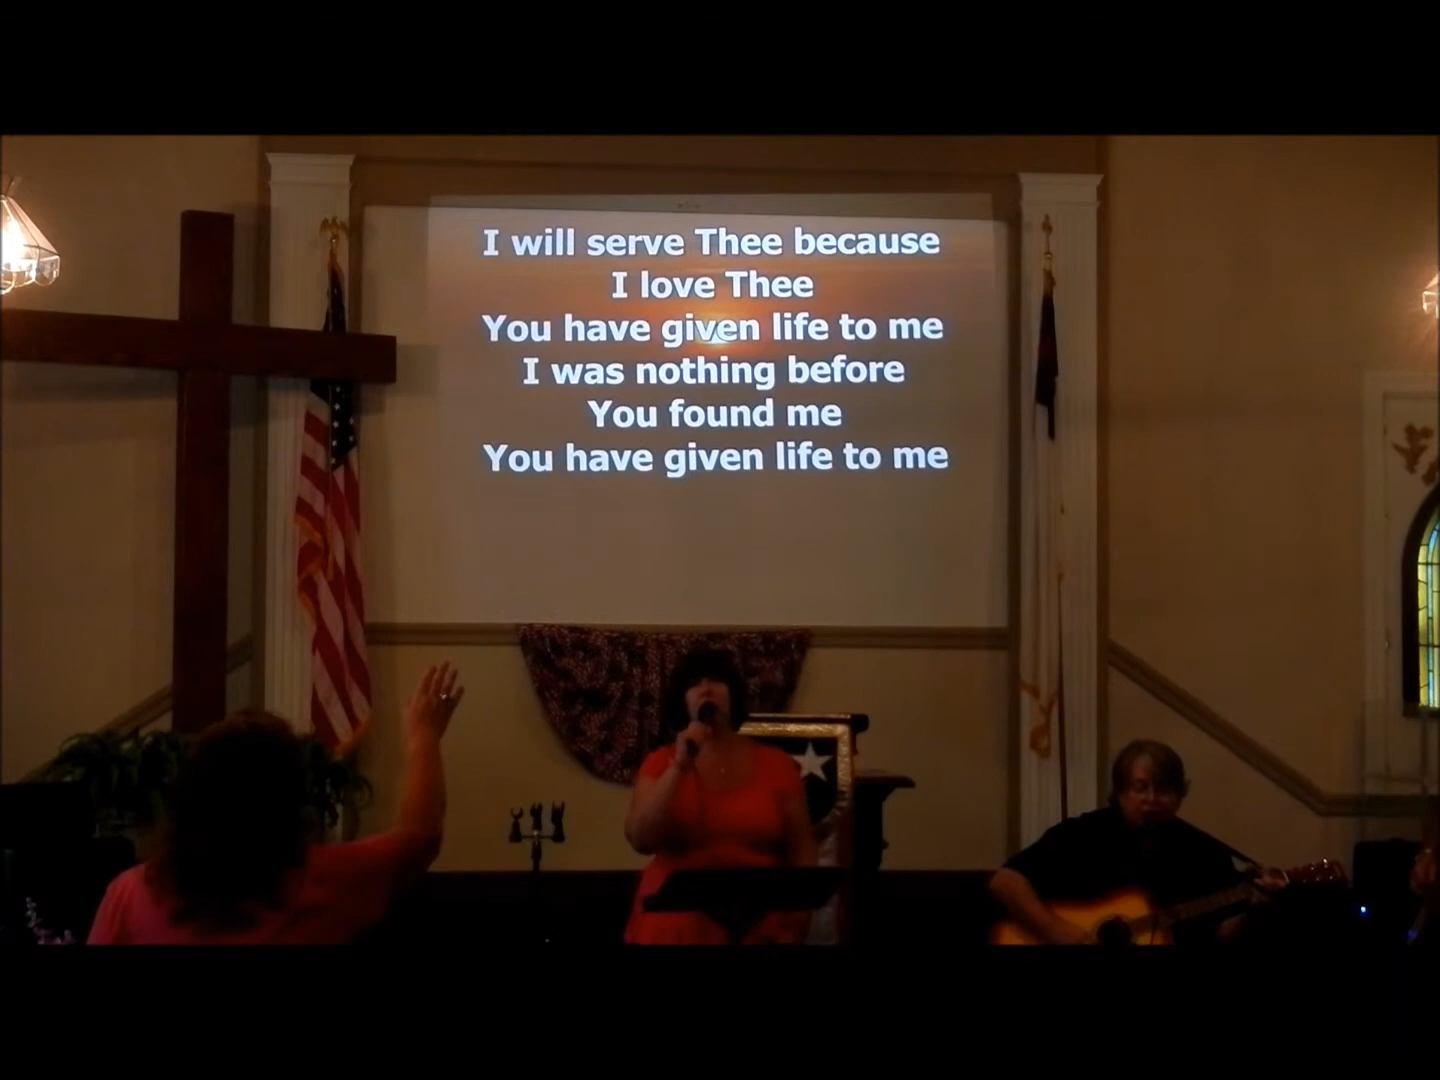 I will serve Thee because
I love Thee
You have given life to me
I was nothing before
You found me
You have given life to me